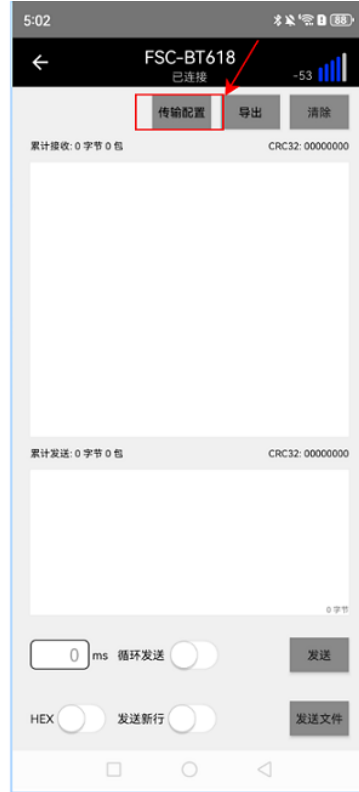 5:02
88
FSC-BT618
已连接
-53
传输配置
导出
清除
累计接收: 0 字节 0 包
CRC32: 00000000
累计发送: 0 字节 0 包
CRC32: 00000000
0 字节
0 ms 循环发送
发送
HEX 发送新行
发送文件